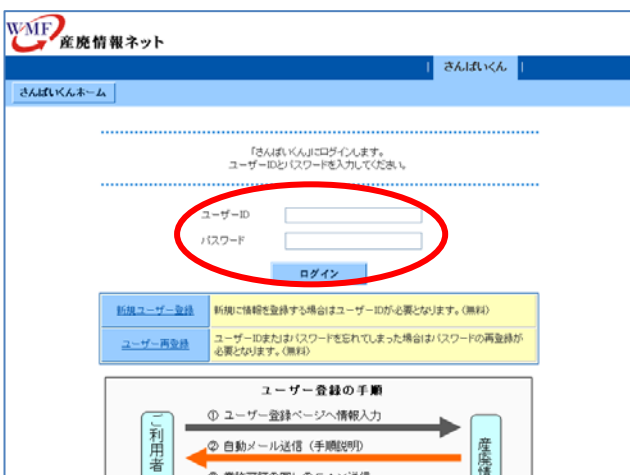 WMF
産廃情報ネット
さんぱいくん
さんぱいくんホーム
「さんぱいくん」にログインします。
ユーザーIDとパスワードを入力してください。
ユーザーID
パスワード
ログイン
新規ユーザー登録 新規に情報を登録する場合はユーザーIDが必要となります。(無料)
ユーザー再登録 ユーザーIDまたはパスワードを忘れてしまった場合はパスワードの再登録が
必要となります。(無料)
ユーザー登録の手順
① ユーザー登録ページへ情報入力
ご利用者
② 自動メール送信 (手順説明)
産廃情